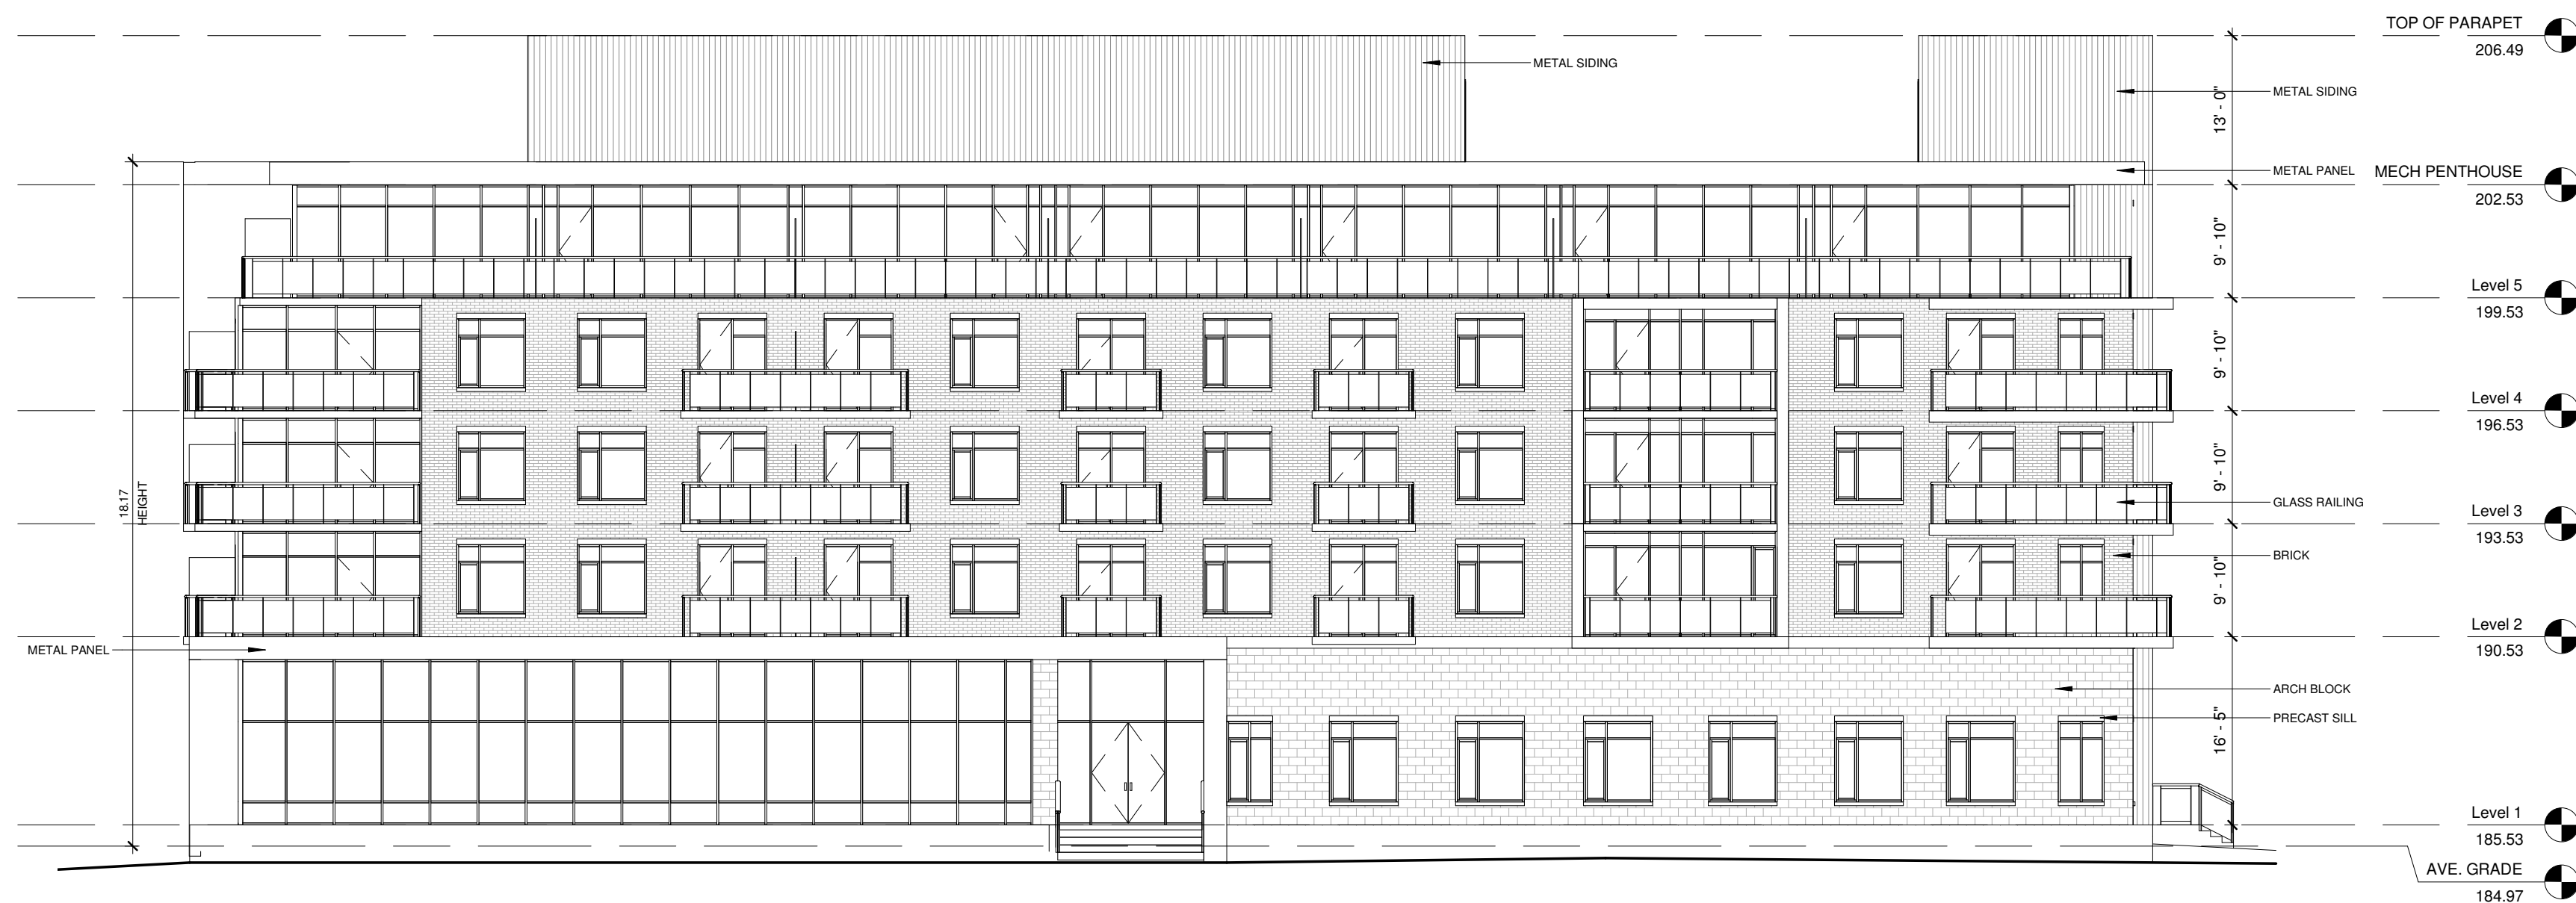 TOP OF PARAPET
206.49
METAL SIDING
METAL SIDING
13' - 0"
METAL PANEL
MECH PENTHOUSE
202.53
9' - 10"
Level 5
199.53
9' - 10"
Level 4
196.53
9' - 10"
18.17
HEIGHT
GLASS RAILING
Level 3
193.53
BRICK
9' - 10"
Level 2
190.53
METAL PANEL
ARCH BLOCK
PRECAST SILL
16' - 5"
Level 1
185.53
AVE. GRADE
184.97